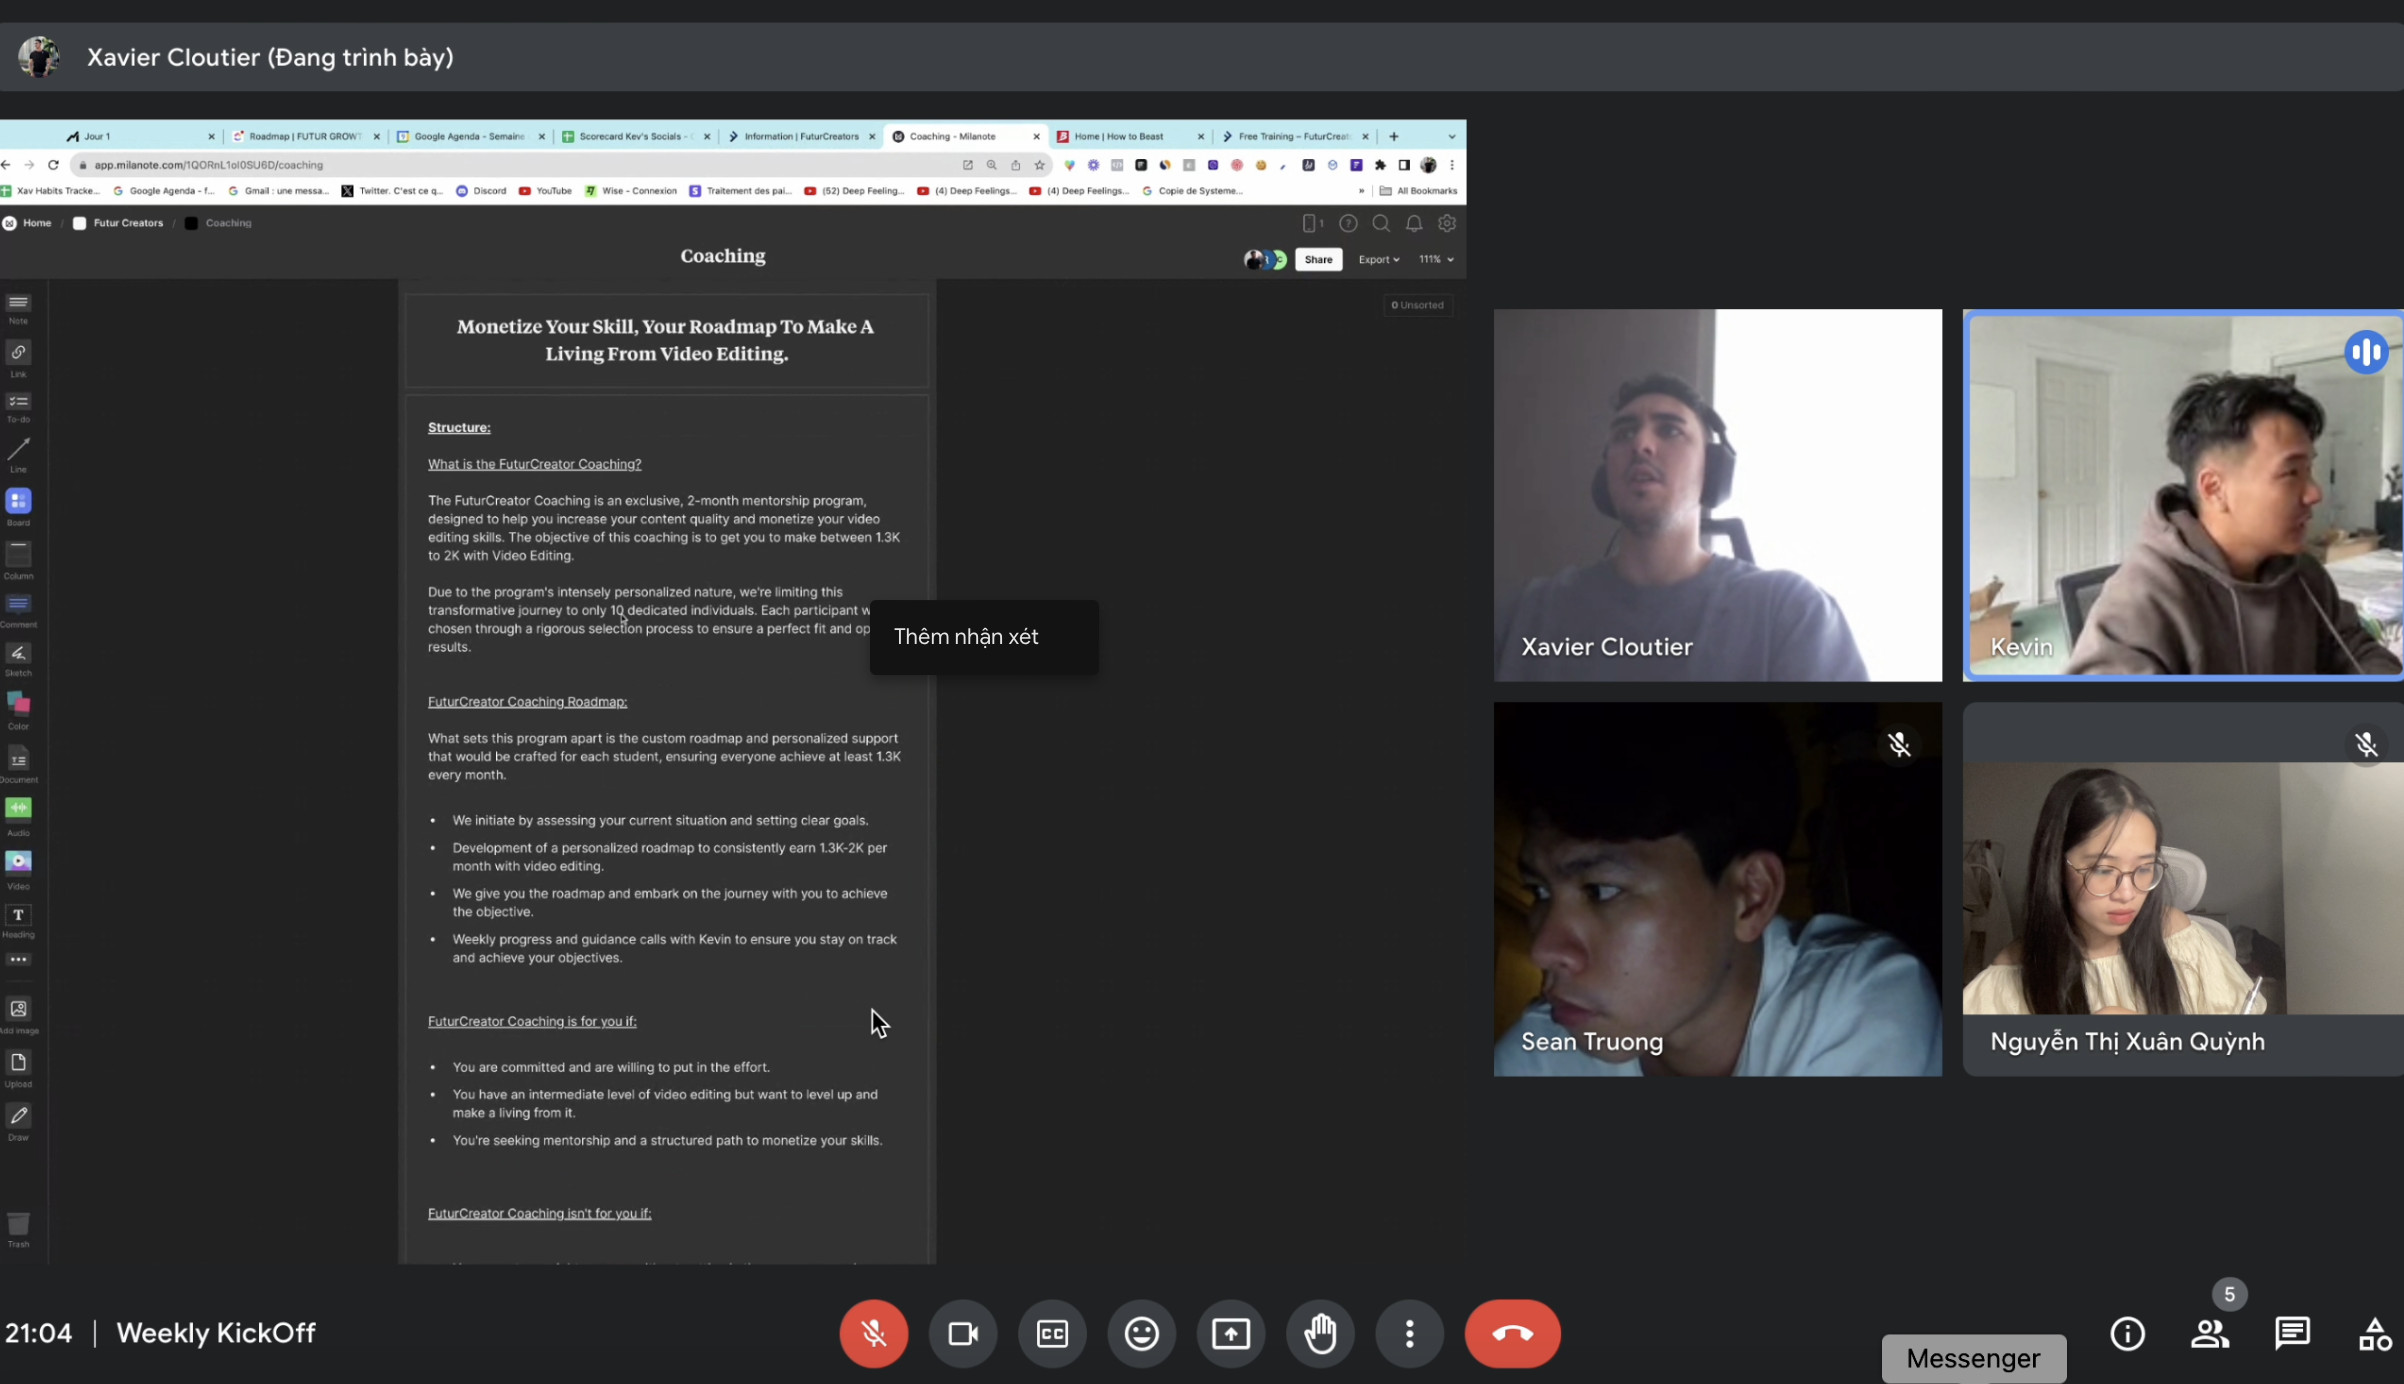 Xavier Cloutier (Đang trình bày)
Jour 1
Roadmap | FUTUR GROWT
Google Agenda - Semaine
Scorecard Kev's Socials -
Information | FuturCreators
Coaching - Milanote
Home | How to Beast
Free Training – FuturCreat
app.milanote.com/1QORnL1oI0SU6D/coaching
Xav Habits Tracke...
Google Agenda - f...
Gmail : une messa...
Twitter. C'est ce q...
Discord
YouTube
Wise - Connexion
Traitement des pai...
(52) Deep Feeling...
(4) Deep Feelings...
(4) Deep Feelings...
Copie de Systeme...
»
All Bookmarks
Home / Futur Creators / Coaching
1
Coaching
Share
Export
111%
0 Unsorted
Note
Link
To-do
Line
Board
Column
Comment
Sketch
Color
Document
Audio
Video
Heading
Add image
Upload
Draw
Trash
Monetize Your Skill, Your Roadmap To Make A
Living From Video Editing.
Structure:
What is the FuturCreator Coaching?
The FuturCreator Coaching is an exclusive, 2-month mentorship program,
designed to help you increase your content quality and monetize your video
editing skills. The objective of this coaching is to get you to make between 1.3K
to 2K with Video Editing.
Due to the program's intensely personalized nature, we're limiting this
transformative journey to only 10 dedicated individuals. Each participant w
chosen through a rigorous selection process to ensure a perfect fit and op
results.
Thêm nhận xét
FuturCreator Coaching Roadmap:
What sets this program apart is the custom roadmap and personalized support
that would be crafted for each student, ensuring everyone achieve at least 1.3K
every month.
• We initiate by assessing your current situation and setting clear goals.
• Development of a personalized roadmap to consistently earn 1.3K-2K per
month with video editing.
• We give you the roadmap and embark on the journey with you to achieve
the objective.
• Weekly progress and guidance calls with Kevin to ensure you stay on track
and achieve your objectives.
FuturCreator Coaching is for you if:
• You are committed and are willing to put in the effort.
• You have an intermediate level of video editing but want to level up and
make a living from it.
• You're seeking mentorship and a structured path to monetize your skills.
FuturCreator Coaching isn't for you if:
Xavier Cloutier
Kevin
Sean Truong
Nguyễn Thị Xuân Quỳnh
21:04 | Weekly KickOff
CC
5
Messenger